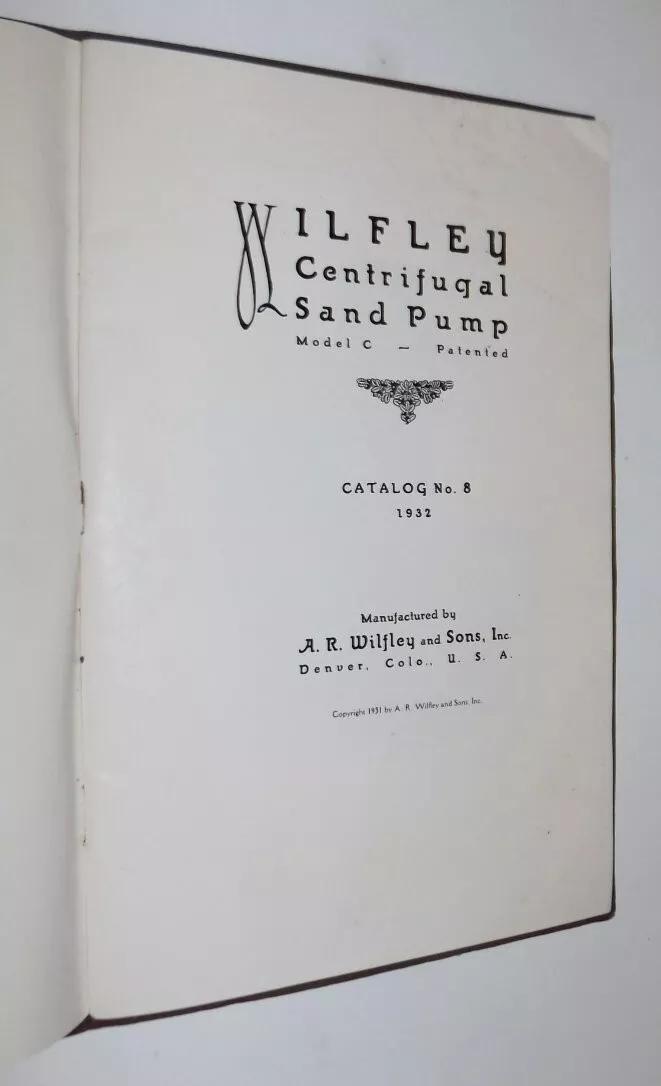 WILFLEY
Centrifugal
Sand Pump
Model C — Patented
CATALOG No. 8
1932
Manufactured by
A. R. Wilfley and Sons, Inc.
Denver, Colo., U. S. A.
Copyright 1931 by A. R. Wilfley and Sons, Inc.